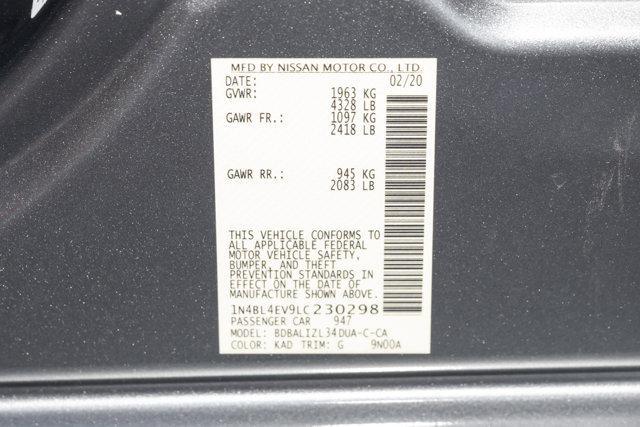 MFD BY NISSAN MOTOR CO., LTD.
DATE: 02/20
GVWR: 1963 KG
4328 LB
GAWR FR.: 1097 KG
2418 LB
GAWR RR.: 945 KG
2083 LB
THIS VEHICLE CONFORMS TO
ALL APPLICABLE FEDERAL
MOTOR VEHICLE SAFETY,
BUMPER, AND THEFT
PREVENTION STANDARDS IN
EFFECT ON THE DATE OF
MANUFACTURE SHOWN ABOVE.
1N4BL4EV9LC230298
PASSENGER CAR 947
MODEL: BDBALIZL34DUA-C-CA
COLOR: KAD TRIM: G 9N00A